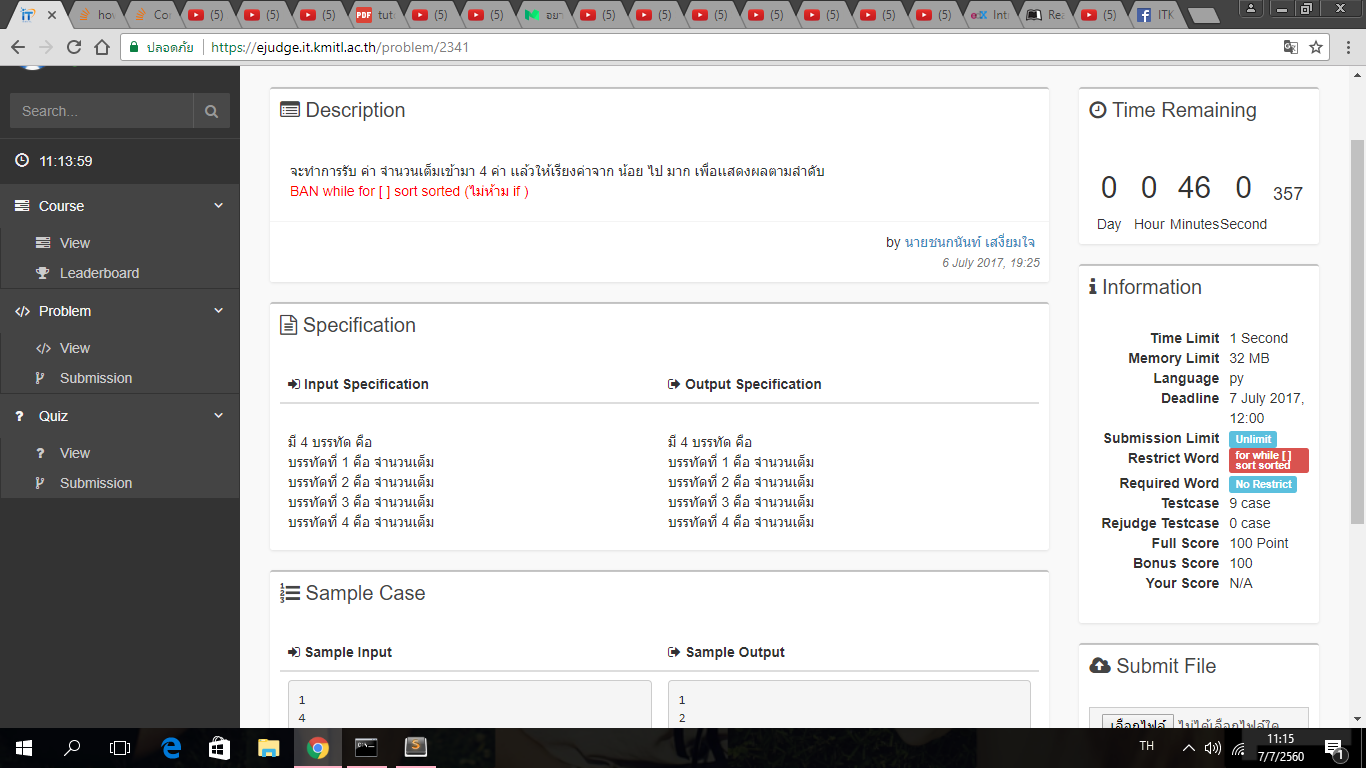 how
Co
(5)
(5)
(5)
PDF tuto
(5)
(5)
อยา
(5)
(5)
(5)
(5)
(5)
(5)
(5)
Int
Re
(5)
ITK
ปลอดภัย https://ejudge.it.kmitl.ac.th/problem/2341
Search...
11:13:59
Course
View
Leaderboard
Problem
View
Submission
Quiz
View
Submission
Description
จะทำการรับ ค่า จำนวนเต็มเข้ามา 4 ค่า แล้วให้เรียงค่าจาก น้อย ไป มาก เพื่อแสดงผลตามลำดับ
BAN while for [ ] sort sorted (ไม่ห้าม if )
by นายชนกนันท์ เสงี่ยมใจ
6 July 2017, 19:25
Specification
Input Specification
มี 4 บรรทัด คือ
บรรทัดที่ 1 คือ จำนวนเต็ม
บรรทัดที่ 2 คือ จำนวนเต็ม
บรรทัดที่ 3 คือ จำนวนเต็ม
บรรทัดที่ 4 คือ จำนวนเต็ม
Output Specification
มี 4 บรรทัด คือ
บรรทัดที่ 1 คือ จำนวนเต็ม
บรรทัดที่ 2 คือ จำนวนเต็ม
บรรทัดที่ 3 คือ จำนวนเต็ม
บรรทัดที่ 4 คือ จำนวนเต็ม
Sample Case
Sample Input
1
4
Sample Output
1
2
Time Remaining
0 0 46 0 357
Day Hour Minutes Second
Information
Time Limit 1 Second
Memory Limit 32 MB
Language py
Deadline 7 July 2017,
12:00
Submission Limit Unlimit
Restrict Word for while [ ]
sort sorted
Required Word No Restrict
Testcase 9 case
Rejudge Testcase 0 case
Full Score 100 Point
Bonus Score 100
Your Score N/A
Submit File
เลือกไฟล์ ไม่ได้เลือกไฟล์ใด
TH
11:15
7/7/2560
1